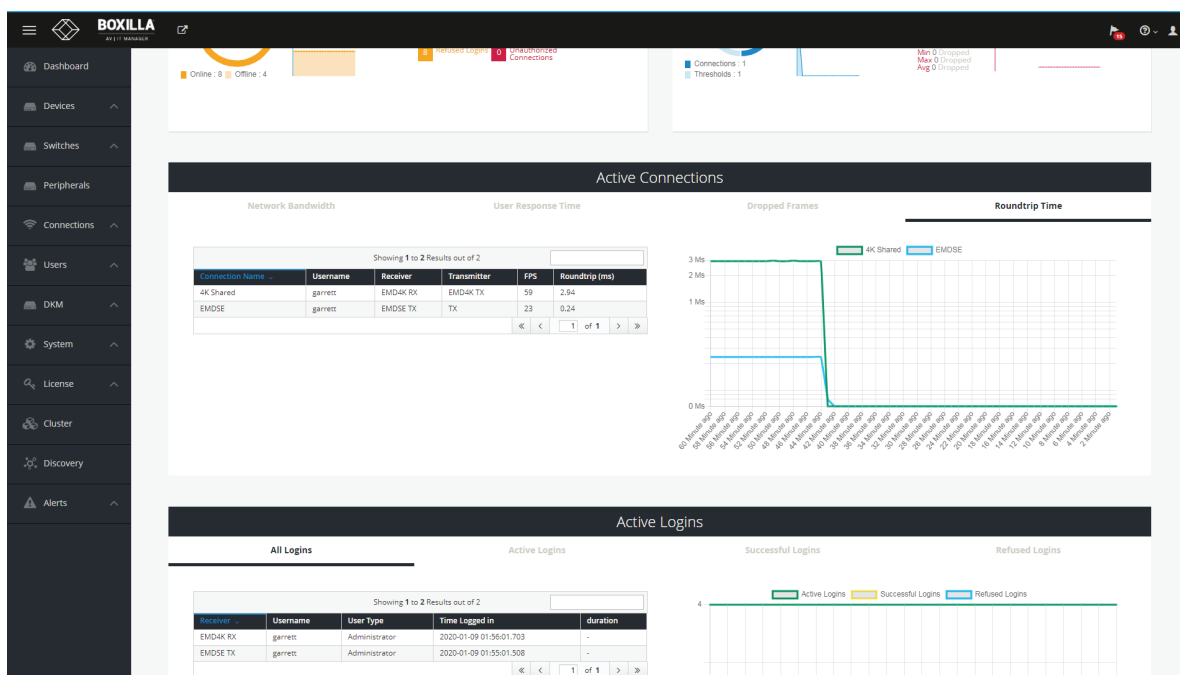 BOXILLA
AV | IT MANAGER
15
Dashboard
Devices
Switches
Peripherals
Connections
Users
DKM
System
License
Cluster
Discovery
Alerts
Online : 8 Offline : 4
8 Refused Logins 0 Unauthorized
Connections
Connections : 1
Thresholds : 1
Min 0 Dropped
Max 0 Dropped
Avg 0 Dropped
Active Connections
Network Bandwidth User Response Time Dropped Frames Roundtrip Time
Showing 1 to 2 Results out of 2
Connection Name Username Receiver Transmitter FPS Roundtrip (ms)
4K Shared garrett EMD4K RX EMD4K TX 59 2.94
EMDSE garrett EMDSE TX TX 23 0.24
« < 1 of 1 > »
4K Shared EMDSE
3 Ms
2 Ms
1 Ms
0 Ms
60 Minute ago
58 Minute ago
56 Minute ago
54 Minute ago
52 Minute ago
50 Minute ago
48 Minute ago
46 Minute ago
44 Minute ago
42 Minute ago
40 Minute ago
38 Minute ago
36 Minute ago
34 Minute ago
32 Minute ago
30 Minute ago
28 Minute ago
26 Minute ago
24 Minute ago
22 Minute ago
20 Minute ago
18 Minute ago
16 Minute ago
14 Minute ago
12 Minute ago
10 Minute ago
8 Minute ago
6 Minute ago
4 Minute ago
2 Minute ago
Active Logins
All Logins Active Logins Successful Logins Refused Logins
Showing 1 to 2 Results out of 2
Receiver Username User Type Time Logged in duration
EMD4K RX garrett Administrator 2020-01-09 01:56:01.703 -
EMDSE TX garrett Administrator 2020-01-09 01:55:01.508 -
« < 1 of 1 > »
Active Logins Successful Logins Refused Logins
4